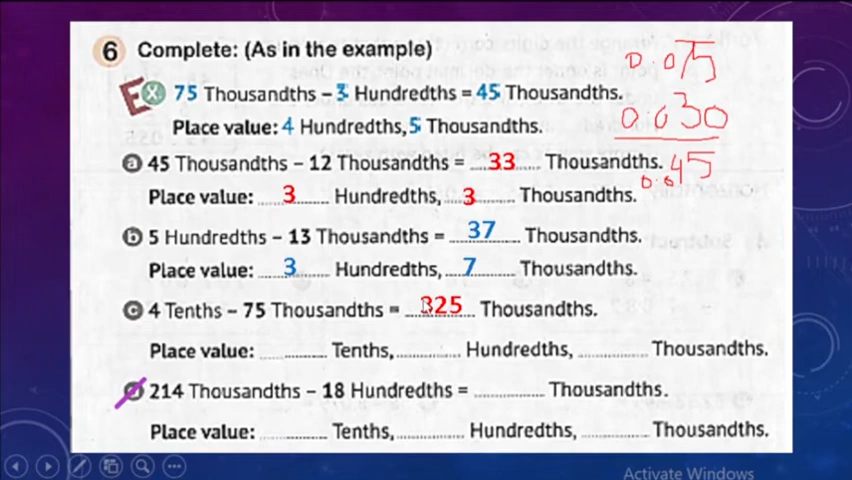 6 Complete: (As in the example)
Ex 75 Thousandths – 3 Hundredths = 45 Thousandths.
Place value: 4 Hundredths, 5 Thousandths.
a 45 Thousandths – 12 Thousandths = 33 Thousandths.
Place value: 3 Hundredths, 3 Thousandths.
b 5 Hundredths – 13 Thousandths = 37 Thousandths.
Place value: 3 Hundredths, 7 Thousandths.
c 4 Tenths – 75 Thousandths = 325 Thousandths.
Place value: ............ Tenths, ............ Hundredths, ............ Thousandths.
214 Thousandths – 18 Hundredths = ............ Thousandths.
Place value: ............ Tenths, ............ Hundredths, ............ Thousandths.
0.075
0.030
0.045
Activate Windows